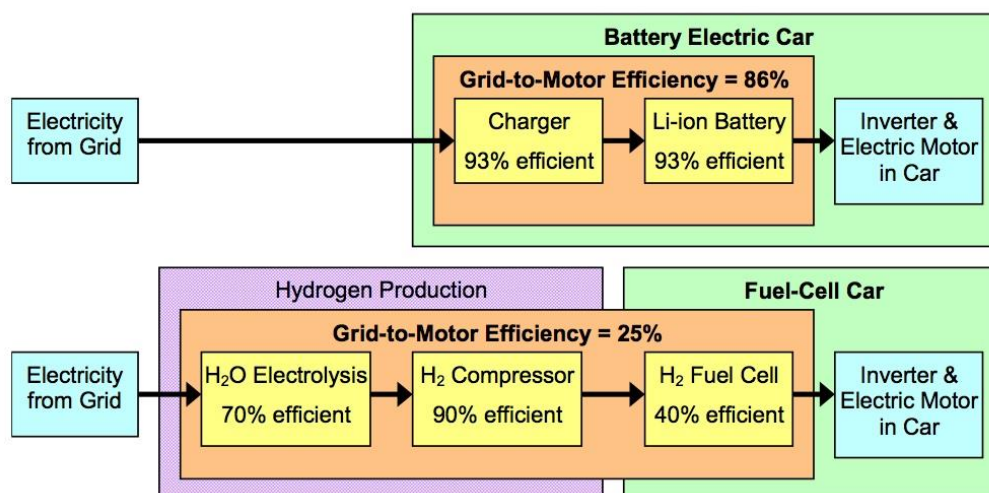 Battery Electric Car
Grid-to-Motor Efficiency = 86%
Electricity
from Grid
Charger
93% efficient
Li-ion Battery
93% efficient
Inverter &
Electric Motor
in Car
Hydrogen Production
Fuel-Cell Car
Grid-to-Motor Efficiency = 25%
Electricity
from Grid
H₂O Electrolysis
70% efficient
H₂ Compressor
90% efficient
H₂ Fuel Cell
40% efficient
Inverter &
Electric Motor
in Car